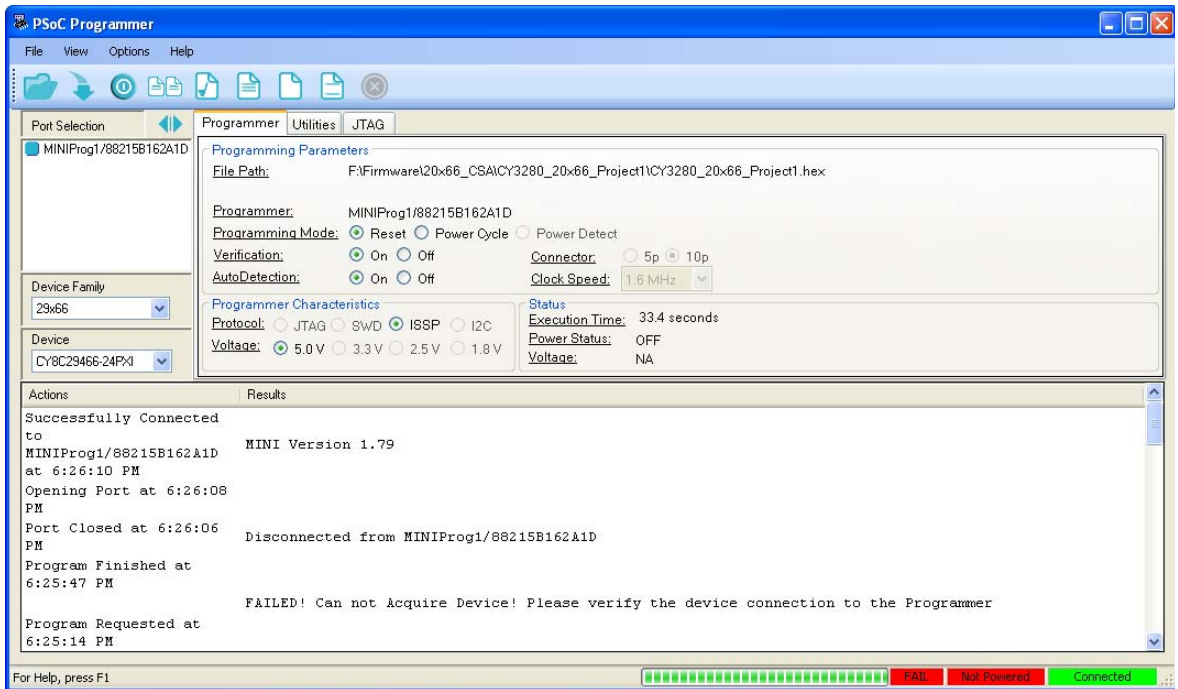 PSoC Programmer
File View Options Help
Port Selection
MINIProg1/88215B162A1D
Device Family
29x66
Device
CY8C29466-24PXI
Programmer Utilities JTAG
Programming Parameters
File Path: F:\Firmware\20x66_CSA\CY3280_20x66_Project1\CY3280_20x66_Project1.hex
Programmer: MINIProg1/88215B162A1D
Programming Mode: Reset Power Cycle Power Detect
Verification: On Off Connector: 5p 10p
AutoDetection: On Off Clock Speed: 1.6 MHz
Programmer Characteristics
Protocol: JTAG SWD ISSP I2C
Voltage: 5.0 V 3.3 V 2.5 V 1.8 V
Status
Execution Time: 33.4 seconds
Power Status: OFF
Voltage: NA
Actions Results
Successfully Connected
to
MINIProg1/88215B162A1D
at 6:26:10 PM
MINI Version 1.79
Opening Port at 6:26:08
PM
Port Closed at 6:26:06
PM
Disconnected from MINIProg1/88215B162A1D
Program Finished at
6:25:47 PM
FAILED! Can not Acquire Device! Please verify the device connection to the Programmer
Program Requested at
6:25:14 PM
For Help, press F1
FAIL Not Powered Connected